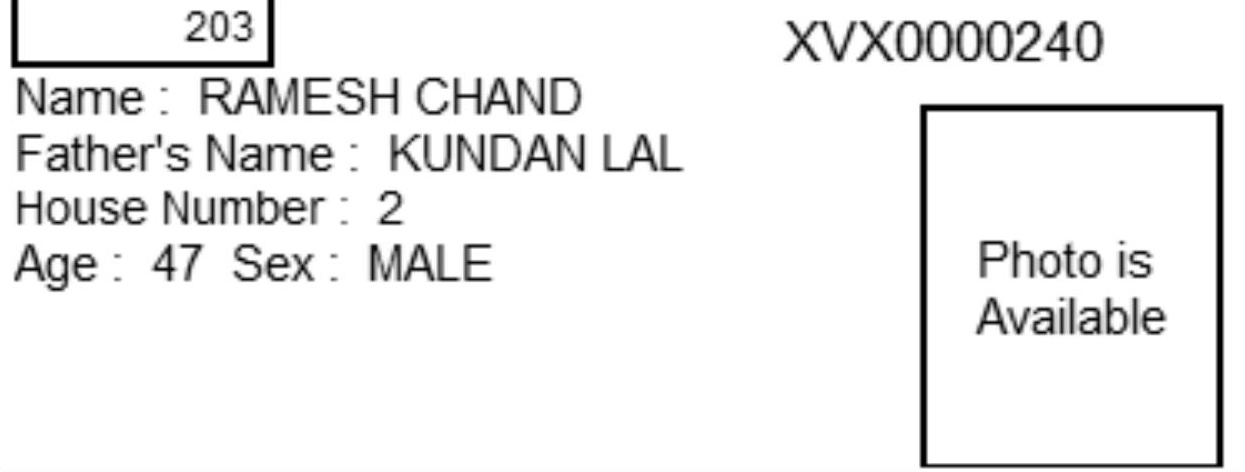 203
XVX0000240
Name : RAMESH CHAND
Father's Name : KUNDAN LAL
House Number : 2
Age : 47 Sex : MALE
Photo is
Available